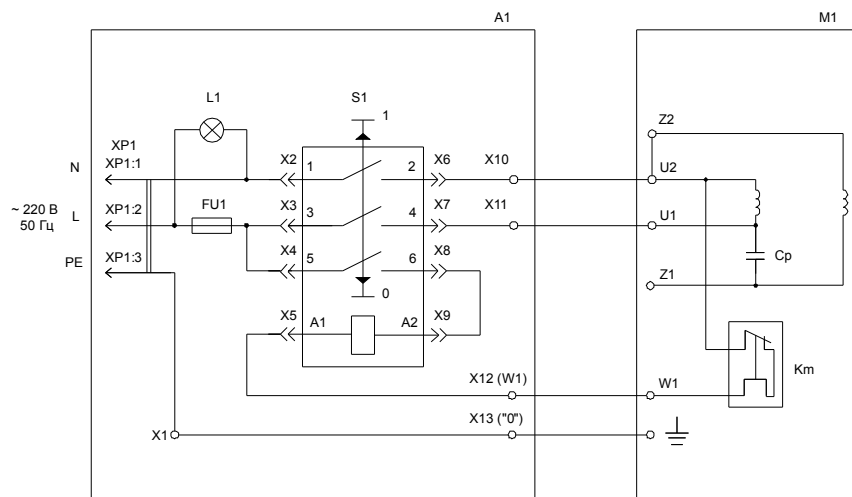 A1
M1
L1
S1
1
Z2
XP1
N
XP1:1
X2
1
2
X6
X10
U2
~ 220 В
50 Гц
L
XP1:2
FU1
X3
3
4
X7
X11
U1
PE
XP1:3
X4
5
6
X8
Cp
0
Z1
X5
A1
A2
X9
Km
X12 (W1)
W1
X1
X13 ("0")